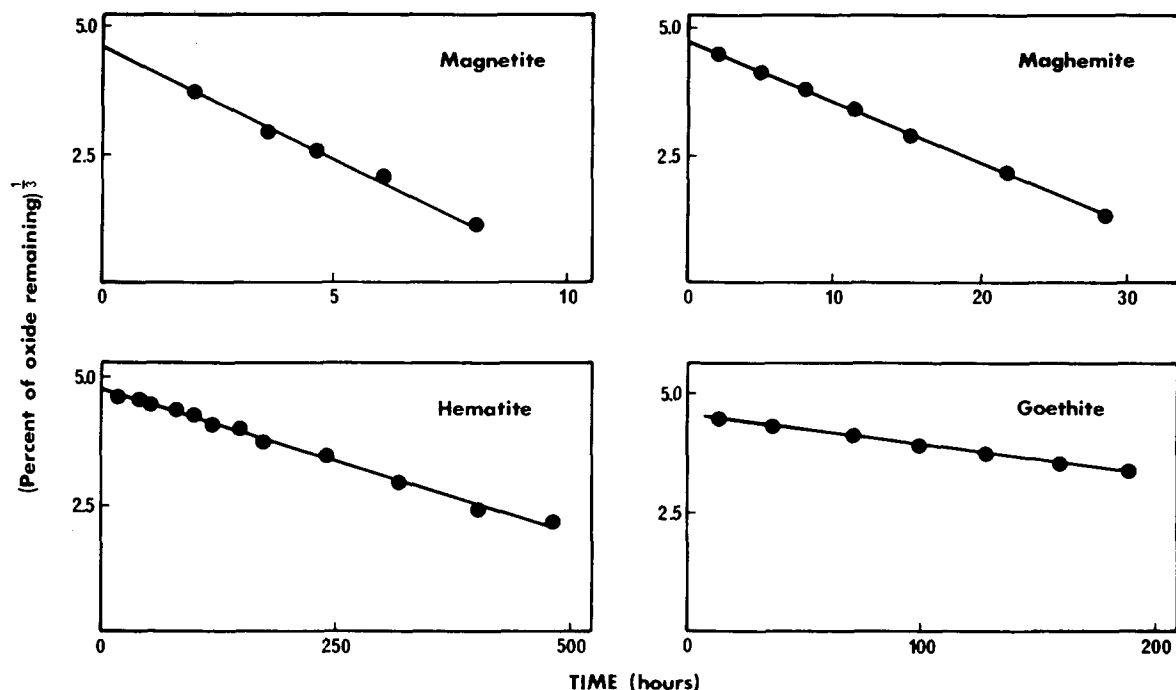 (Percent of oxide remaining)^{1/3}
5.0
Magnetite
2.5
0 5 10
5.0
Maghemite
2.5
0 10 20 30
5.0
Hematite
2.5
0 250 500
5.0
Goethite
2.5
0 100 200
TIME (hours)